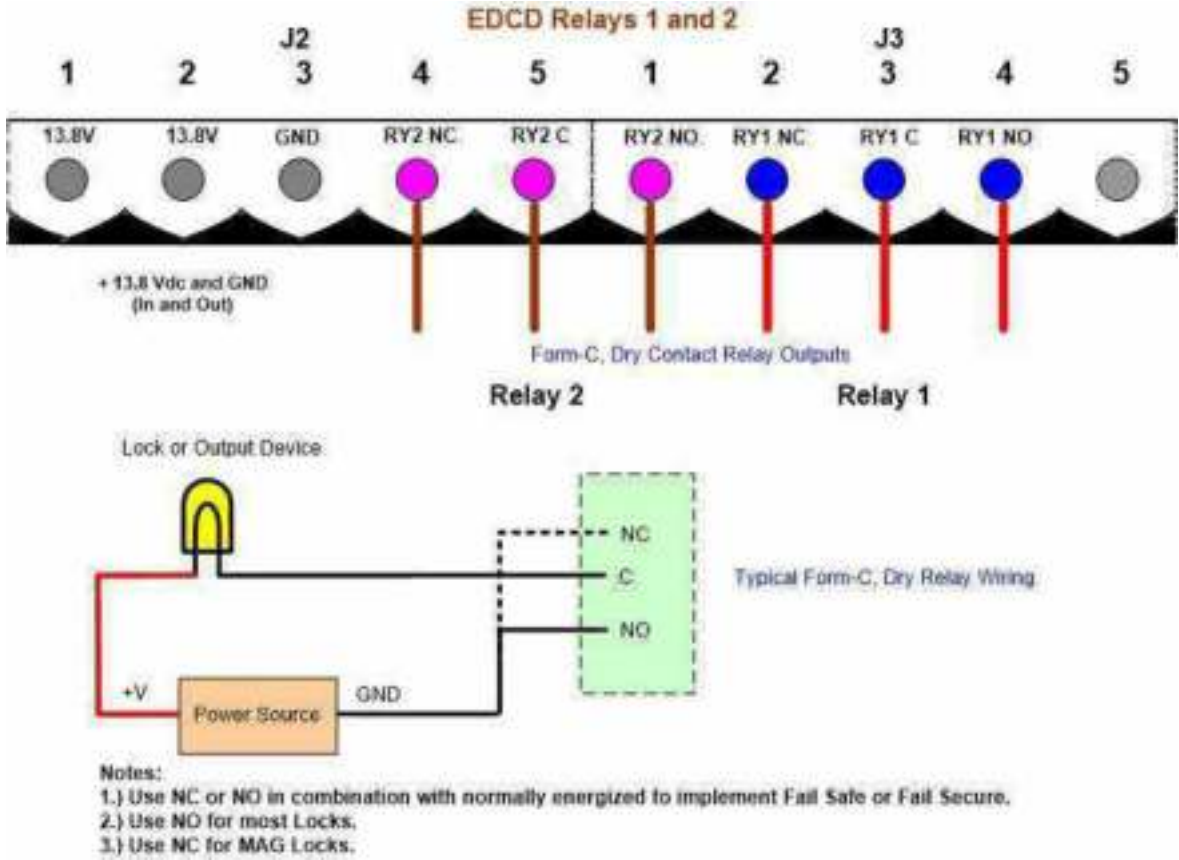 EDCD Relays 1 and 2
J2 J3
1 2 3 4 5 1 2 3 4 5
13.8V 13.8V GND RY2 NC RY2 C RY2 NO RY1 NC RY1 C RY1 NO
+ 13.8 Vdc and GND
(In and Out)
Form-C, Dry Contact Relay Outputs
Relay 2 Relay 1
Lock or Output Device
NC
C
Typical Form-C, Dry Relay Wiring
NO
+V
GND
Power Source
Notes:
1.) Use NC or NO in combination with normally energized to implement Fail Safe or Fail Secure.
2.) Use NO for most Locks.
3.) Use NC for MAG Locks.